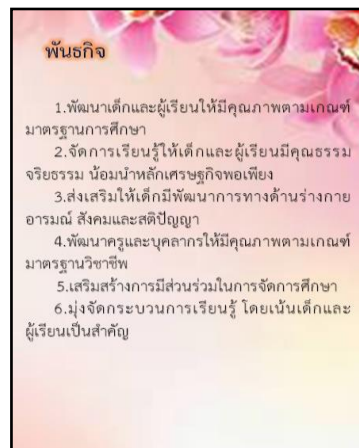 พันธกิจ
1.พัฒนาเด็กและผู้เรียนให้มีคุณภาพตามเกณฑ์
มาตรฐานการศึกษา
2.จัดการเรียนรู้ให้เด็กและผู้เรียนมีคุณธรรม
จริยธรรม น้อมนำหลักเศรษฐกิจพอเพียง
3.ส่งเสริมให้เด็กมีพัฒนาการทางด้านร่างกาย
อารมณ์ สังคมและสติปัญญา
4.พัฒนาครูและบุคลากรให้มีคุณภาพตามเกณฑ์
มาตรฐานวิชาชีพ
5.เสริมสร้างการมีส่วนร่วมในการจัดการศึกษา
6.มุ่งจัดกระบวนการเรียนรู้ โดยเน้นเด็กและ
ผู้เรียนเป็นสำคัญ